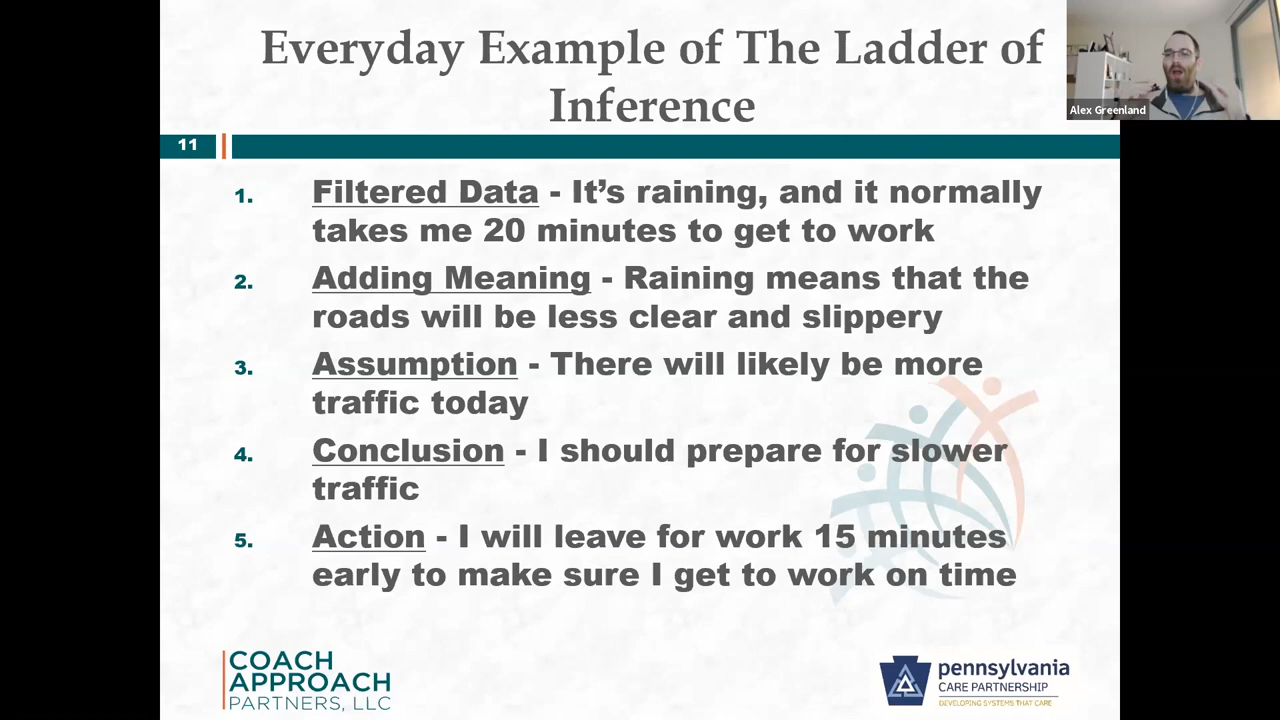 Everyday Example of The Ladder of
Inference
Alex Greenland
11
1. Filtered Data - It’s raining, and it normally
takes me 20 minutes to get to work
2. Adding Meaning - Raining means that the
roads will be less clear and slippery
3. Assumption - There will likely be more
traffic today
4. Conclusion - I should prepare for slower
traffic
5. Action - I will leave for work 15 minutes
early to make sure I get to work on time
COACH
APPROACH
PARTNERS, LLC
pennsylvania
CARE PARTNERSHIP
DEVELOPING SYSTEMS THAT CARE